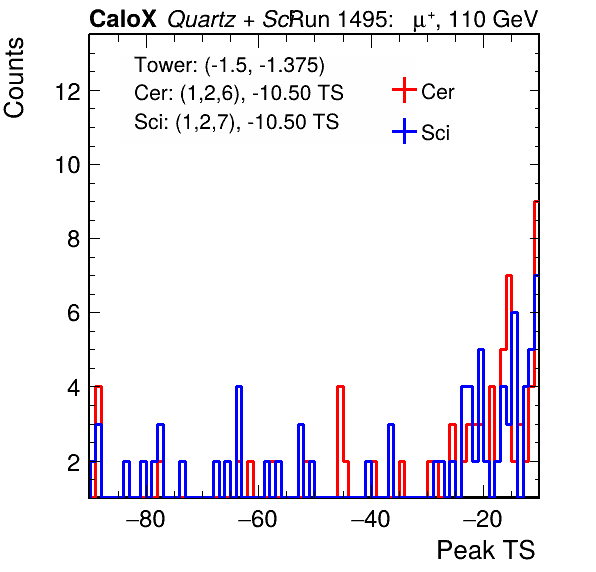 CaloX Quartz + Sci Run 1495: μ⁺, 110 GeV
Counts
Tower: (-1.5, -1.375)
Cer: (1,2,6), -10.50 TS
Sci: (1,2,7), -10.50 TS
Cer
Sci
12
10
8
6
4
2
−80 −60 −40 −20
Peak TS